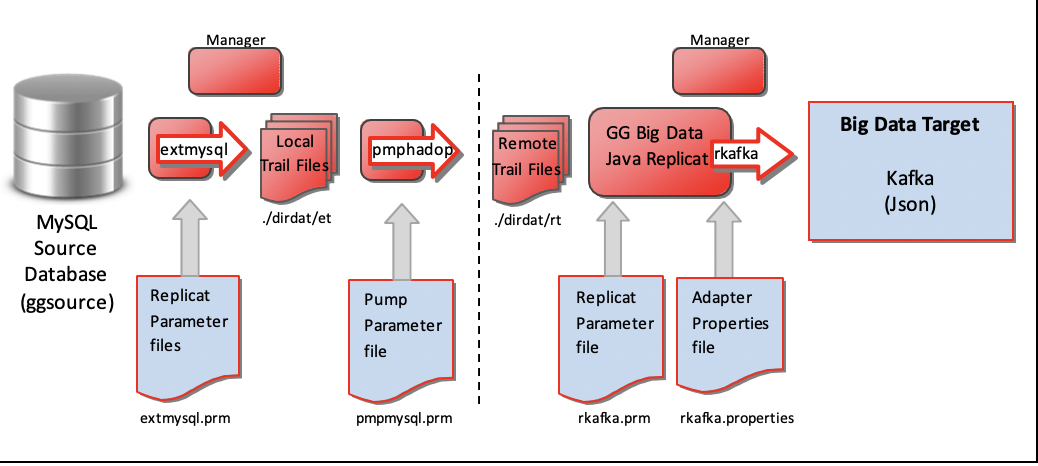 Manager
Manager
extmysql
Local
Trail Files
./dirdat/et
pmphadop
Remote
Trail Files
./dirdat/rt
GG Big Data
Java Replicat
rkafka
Big Data Target
Kafka
(Json)
MySQL
Source
Database
(ggsource)
Replicat
Parameter
files
extmysql.prm
Pump
Parameter
file
pmpmysql.prm
Replicat
Parameter
file
rkafka.prm
Adapter
Properties
file
rkafka.properties